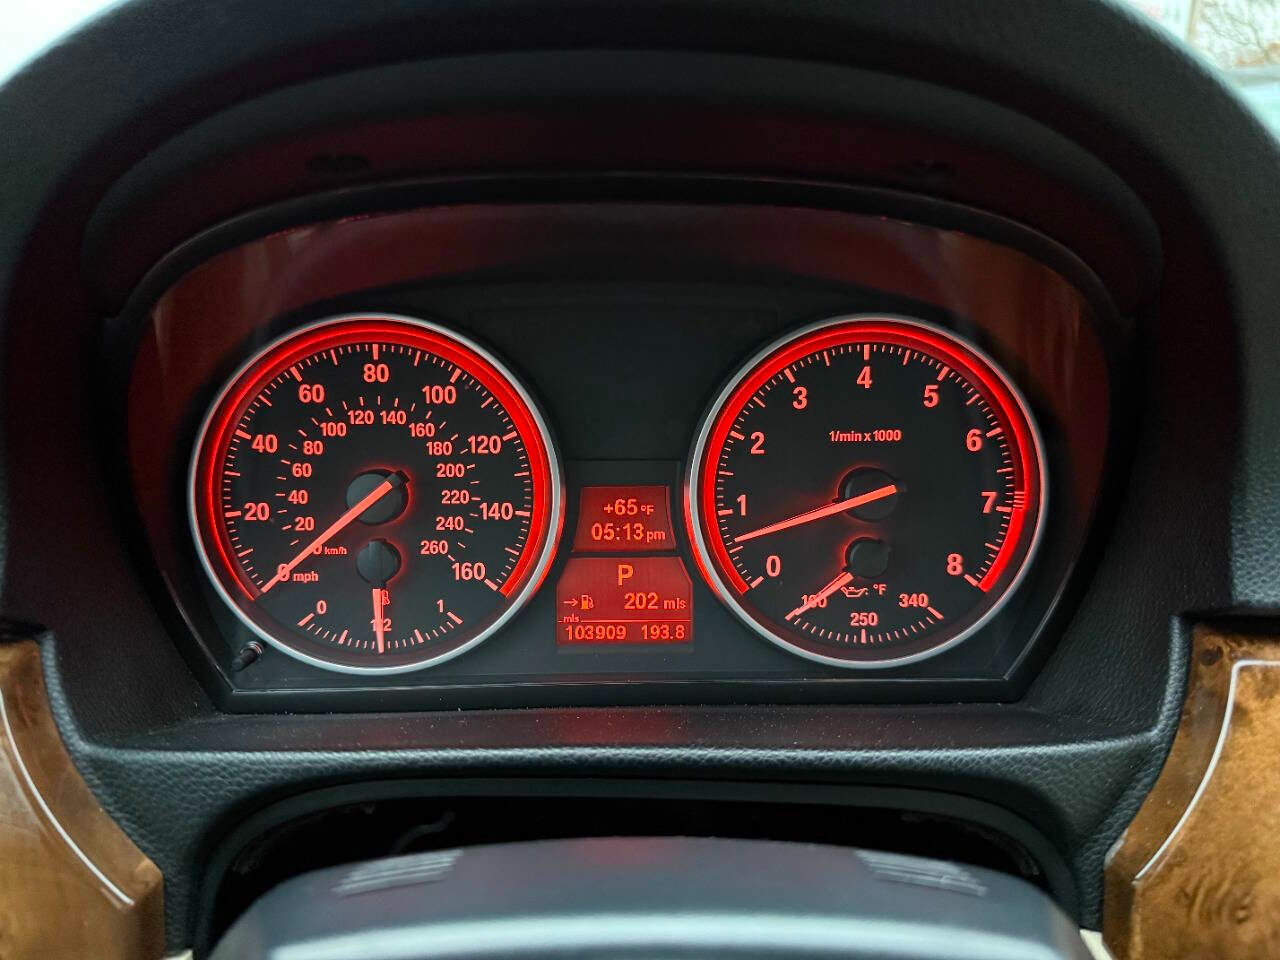 20 40 60 80 100 120 140 160
20 40 60 80 100 120 140 160 180 200 220 240 260
km/h
0 mph
0 1/2 1
+65 °F
05:13 pm
P
202 mls
mls
103909 193.8
0 1 2 3 4 5 6 7 8
1/min x 1000
°F
160 250 340